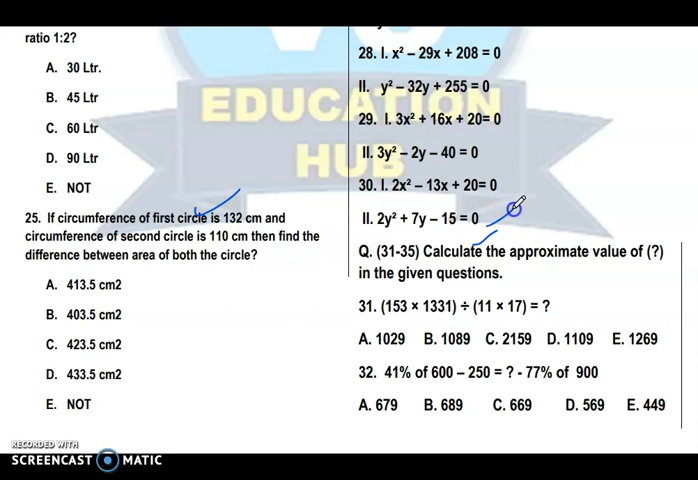 ratio 1:2?
A. 30 Ltr.
B. 45 Ltr
C. 60 Ltr
D. 90 Ltr
E. NOT
25. If circumference of first circle is 132 cm and
circumference of second circle is 110 cm then find the
difference between area of both the circle?
A. 413.5 cm2
B. 403.5 cm2
C. 423.5 cm2
D. 433.5 cm2
E. NOT
28. I. x² – 29x + 208 = 0
II. y² – 32y + 255 = 0
29. I. 3x² + 16x + 20= 0
II. 3y² – 2y – 40 = 0
30. I. 2x² – 13x + 20= 0
II. 2y² + 7y – 15 = 0
Q. (31-35) Calculate the approximate value of (?)
in the given questions.
31. (153 × 1331) ÷ (11 × 17) = ?
A. 1029 B. 1089 C. 2159 D. 1109 E. 1269
32. 41% of 600 – 250 = ? - 77% of 900
A. 679 B. 689 C. 669 D. 569 E. 449
EDUCATION
HUB
RECORDED WITH
SCREENCAST MATIC